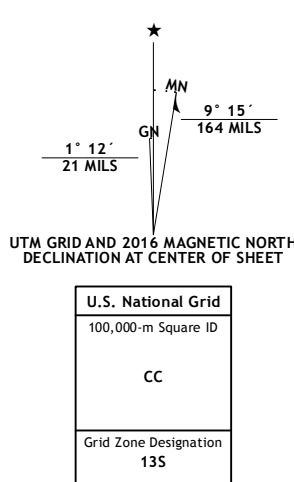 ★
MN
GN
9° 15´
164 MILS
1° 12´
21 MILS
UTM GRID AND 2016 MAGNETIC NORTH
DECLINATION AT CENTER OF SHEET
U.S. National Grid
100,000-m Square ID
CC
Grid Zone Designation
13S